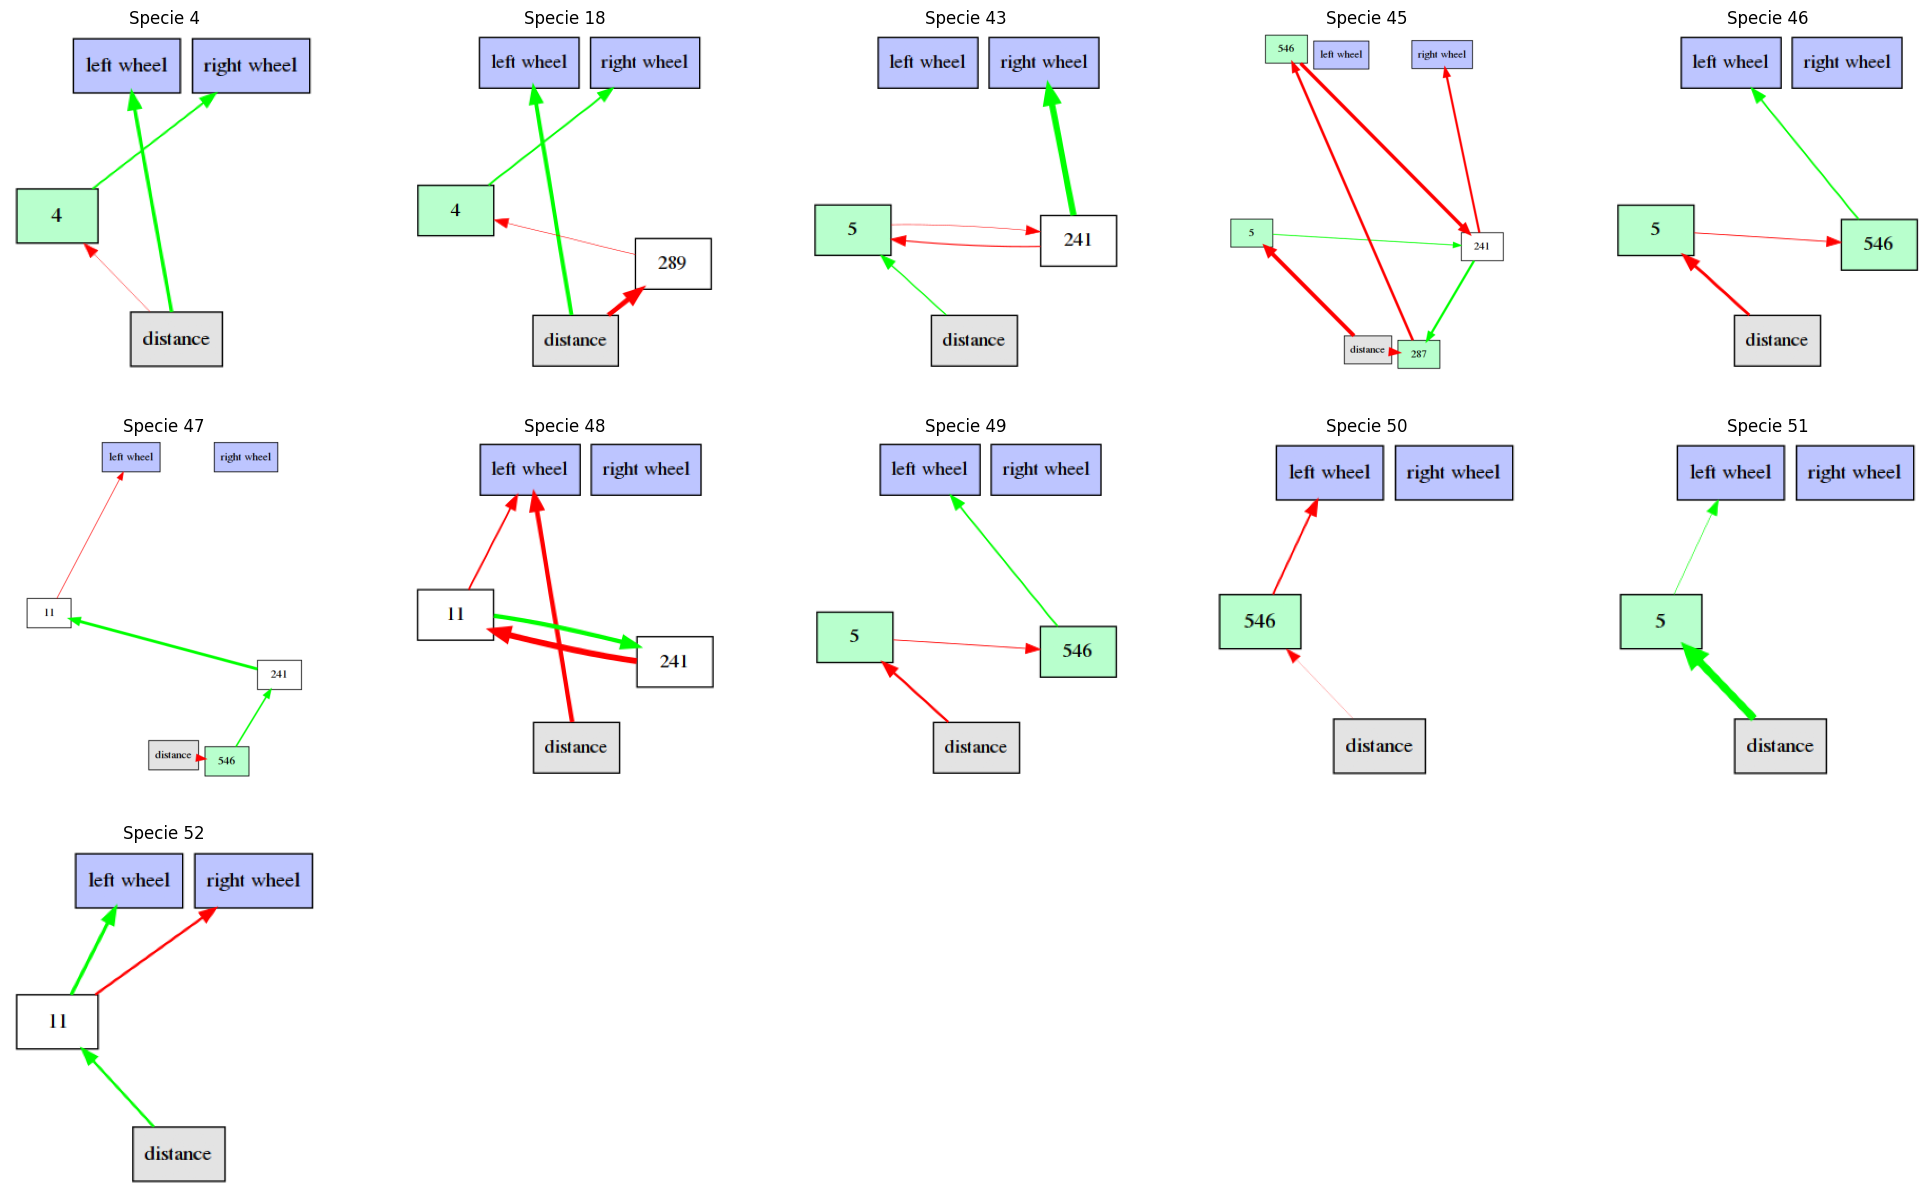 Specie 4
left wheel
right wheel
4
distance
Specie 18
left wheel
right wheel
4
289
distance
Specie 43
left wheel
right wheel
5
241
distance
Specie 45
546
left wheel
right wheel
5
241
distance
287
Specie 46
left wheel
right wheel
5
546
distance
Specie 47
left wheel
right wheel
11
241
distance
546
Specie 48
left wheel
right wheel
11
241
distance
Specie 49
left wheel
right wheel
5
546
distance
Specie 50
left wheel
right wheel
546
distance
Specie 51
left wheel
right wheel
5
distance
Specie 52
left wheel
right wheel
11
distance